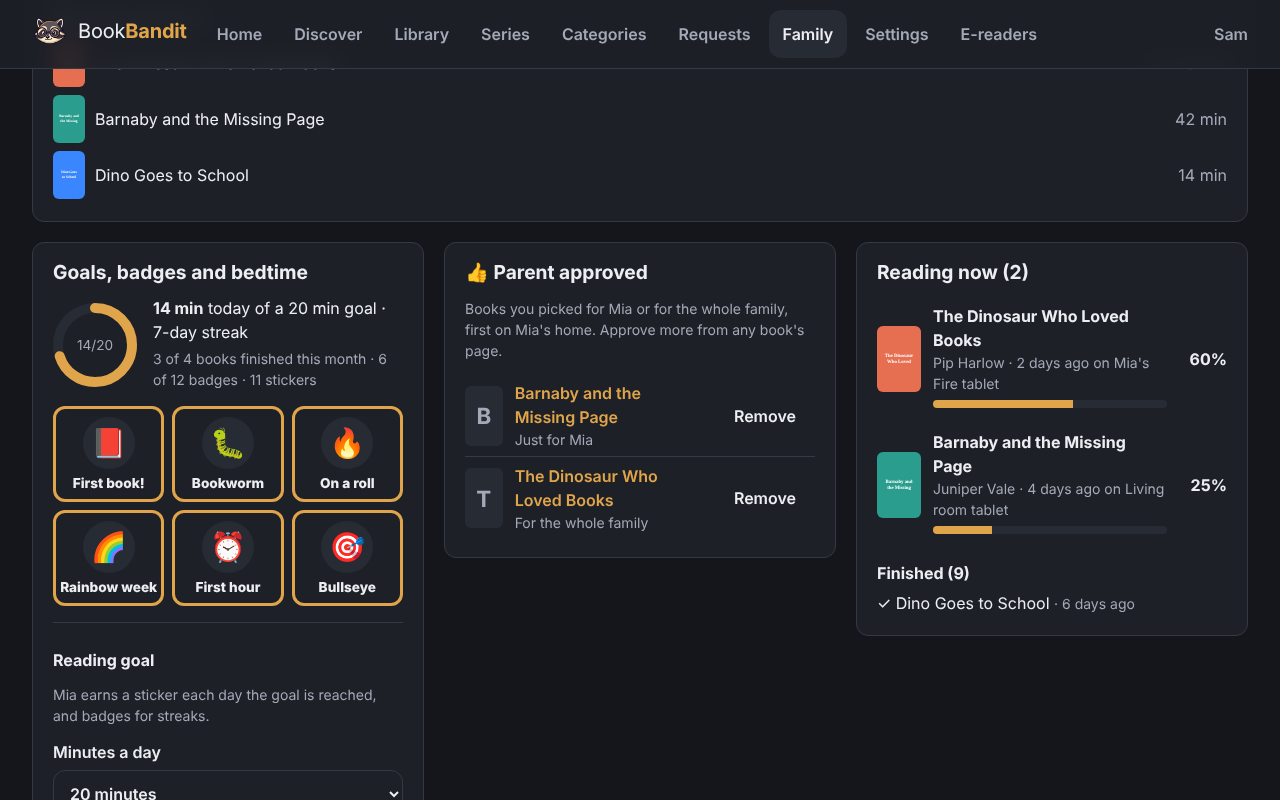 BookBandit
Home
Discover
Library
Series
Categories
Requests
Family
Settings
E-readers
Sam
Barnaby and the Missing Page
42 min
Dino Goes to School
14 min
Goals, badges and bedtime
14/20
14 min today of a 20 min goal ·
7-day streak
3 of 4 books finished this month · 6
of 12 badges · 11 stickers
First book!
Bookworm
On a roll
Rainbow week
First hour
Bullseye
Reading goal
Mia earns a sticker each day the goal is reached,
and badges for streaks.
Minutes a day
20 minutes
👍 Parent approved
Books you picked for Mia or for the whole family,
first on Mia's home. Approve more from any book's
page.
B
Barnaby and the
Missing Page
Just for Mia
Remove
T
The Dinosaur Who
Loved Books
For the whole family
Remove
Reading now (2)
The Dinosaur
Who Loved
The Dinosaur Who Loved
Books
Pip Harlow · 2 days ago on Mia's
Fire tablet
60%
Barnaby and
the Missing
Barnaby and the Missing
Page
Juniper Vale · 4 days ago on Living
room tablet
25%
Finished (9)
✓ Dino Goes to School · 6 days ago